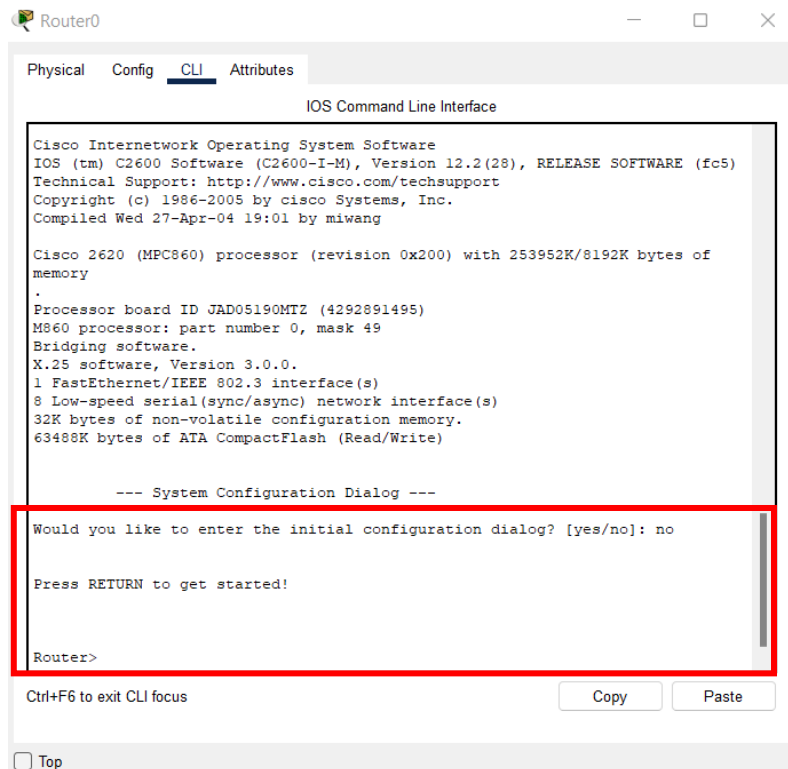 Router0
Physical Config CLI Attributes
IOS Command Line Interface
Cisco Internetwork Operating System Software
IOS (tm) C2600 Software (C2600-I-M), Version 12.2(28), RELEASE SOFTWARE (fc5)
Technical Support: http://www.cisco.com/techsupport
Copyright (c) 1986-2005 by cisco Systems, Inc.
Compiled Wed 27-Apr-04 19:01 by miwang
Cisco 2620 (MPC860) processor (revision 0x200) with 253952K/8192K bytes of
memory
.
Processor board ID JAD05190MTZ (4292891495)
M860 processor: part number 0, mask 49
Bridging software.
X.25 software, Version 3.0.0.
1 FastEthernet/IEEE 802.3 interface(s)
8 Low-speed serial(sync/async) network interface(s)
32K bytes of non-volatile configuration memory.
63488K bytes of ATA CompactFlash (Read/Write)
--- System Configuration Dialog ---
Would you like to enter the initial configuration dialog? [yes/no]: no
Press RETURN to get started!
Router>
Ctrl+F6 to exit CLI focus
Copy Paste
Top